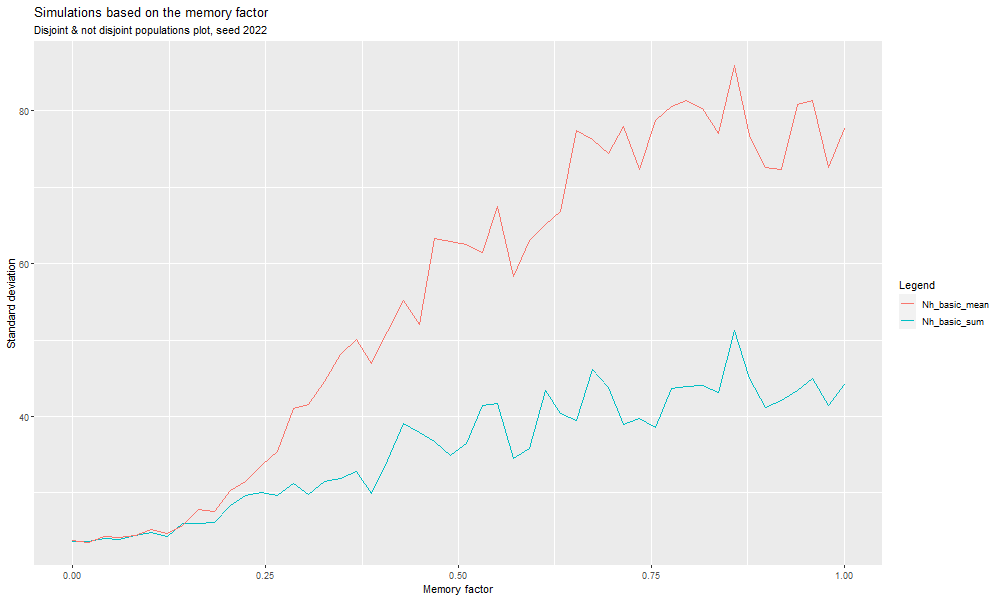 Simulations based on the memory factor
Disjoint & not disjoint populations plot, seed 2022
80
60
40
Standard deviation
0.00
0.25
0.50
0.75
1.00
Memory factor
Legend
Nh_basic_mean
Nh_basic_sum